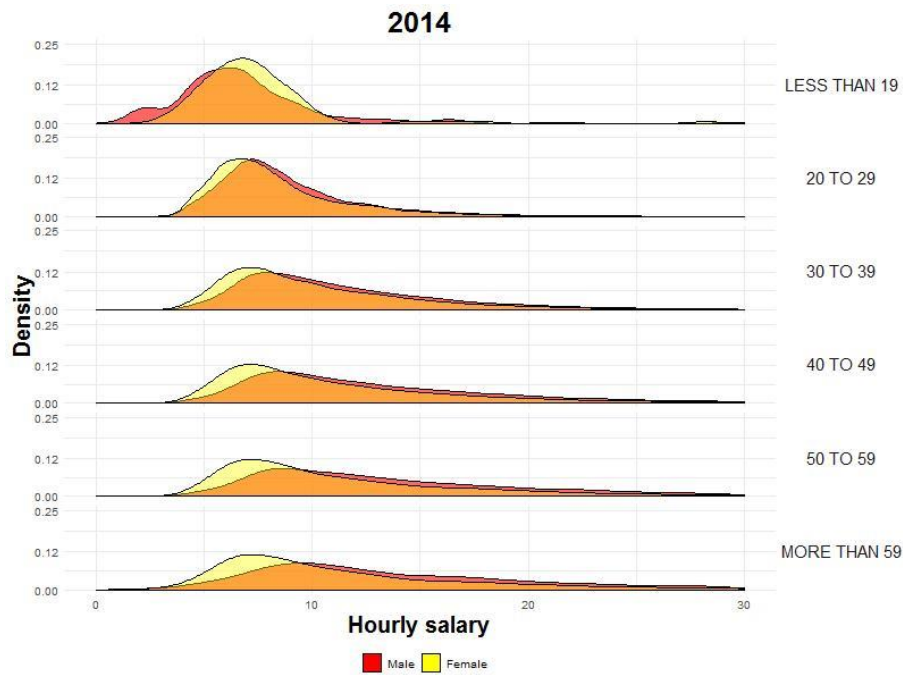 2014
0.25
0.12
0.00
LESS THAN 19
0.25
0.12
0.00
20 TO 29
0.25
0.12
0.00
30 TO 39
0.25
0.12
0.00
40 TO 49
0.25
0.12
0.00
50 TO 59
0.25
0.12
0.00
MORE THAN 59
Density
0 10 20 30
Hourly salary
Male Female